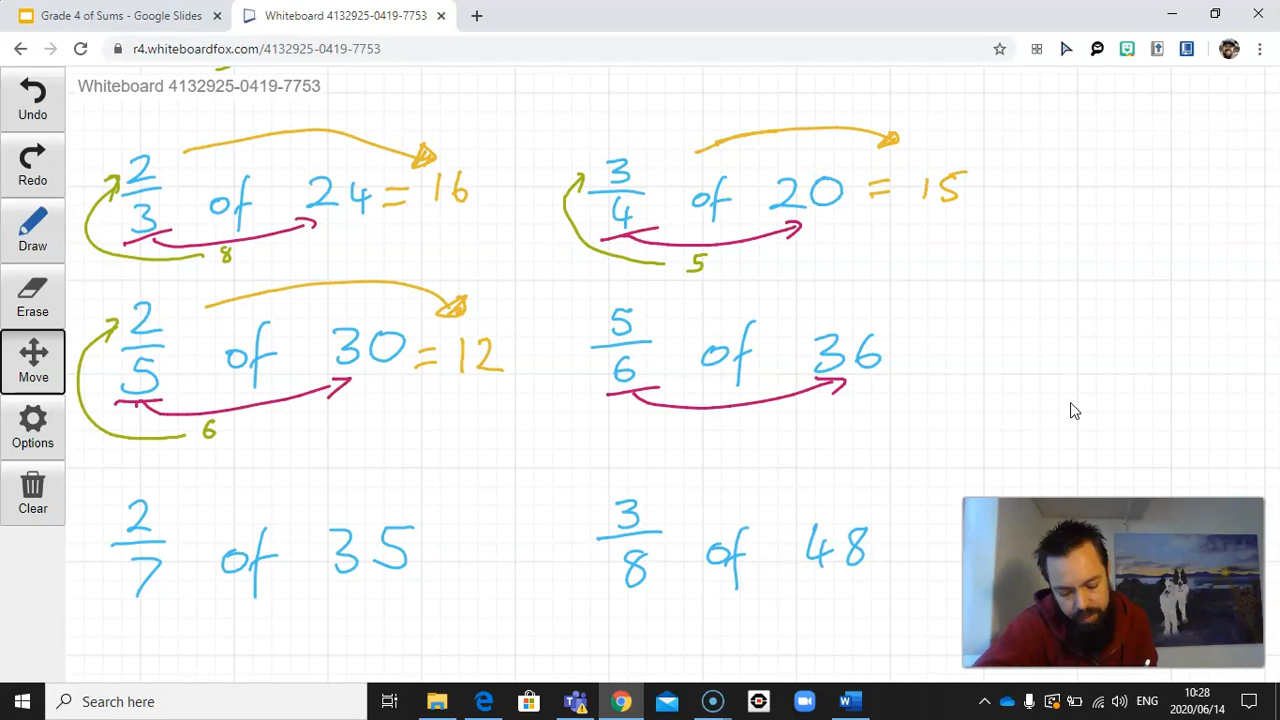 Grade 4 of Sums - Google Slides
Whiteboard 4132925-0419-7753
r4.whiteboardfox.com/4132925-0419-7753
Whiteboard 4132925-0419-7753
Undo
Redo
Draw
Erase
Move
Options
Clear
2/3 of 24 = 16
8
3/4 of 20 = 15
5
2/5 of 30 = 12
6
5/6 of 36
2/7 of 35
3/8 of 48
Type here to search
ENG
10:28
2020/06/14